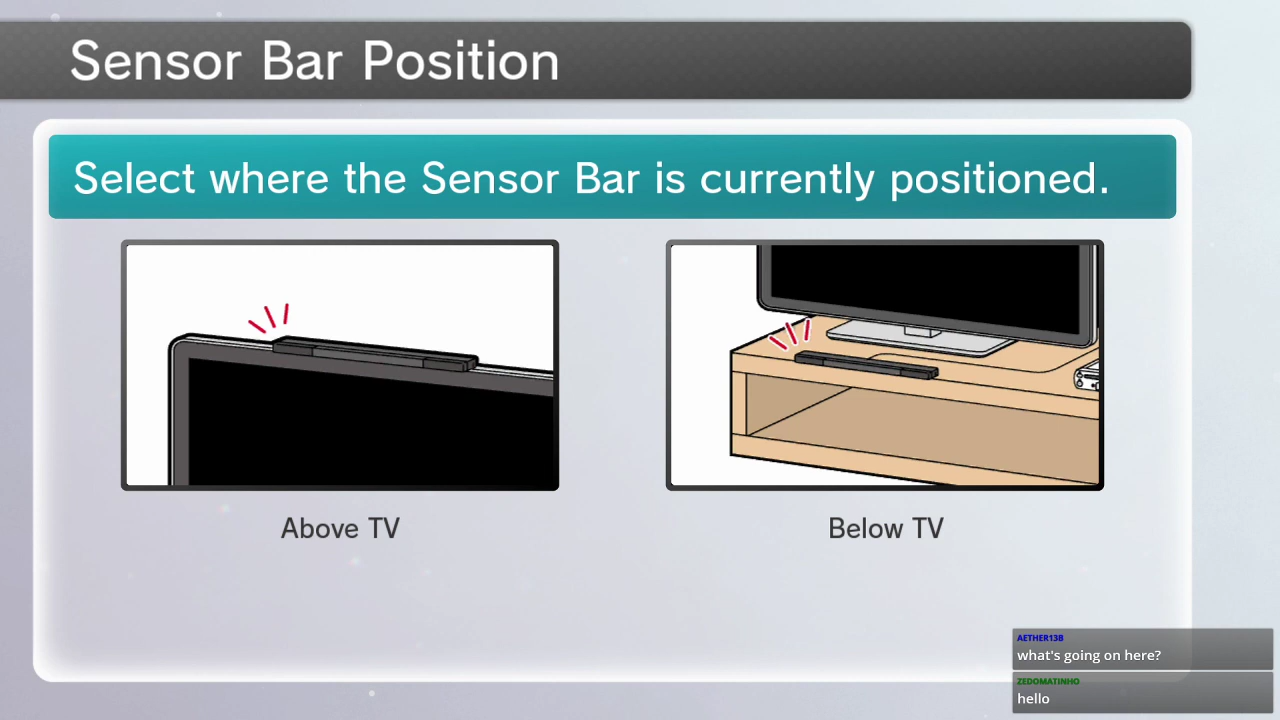 Sensor Bar Position
Select where the Sensor Bar is currently positioned.
Above TV
Below TV
AETHER13B
what's going on here?
ZEDOMATINHO
hello